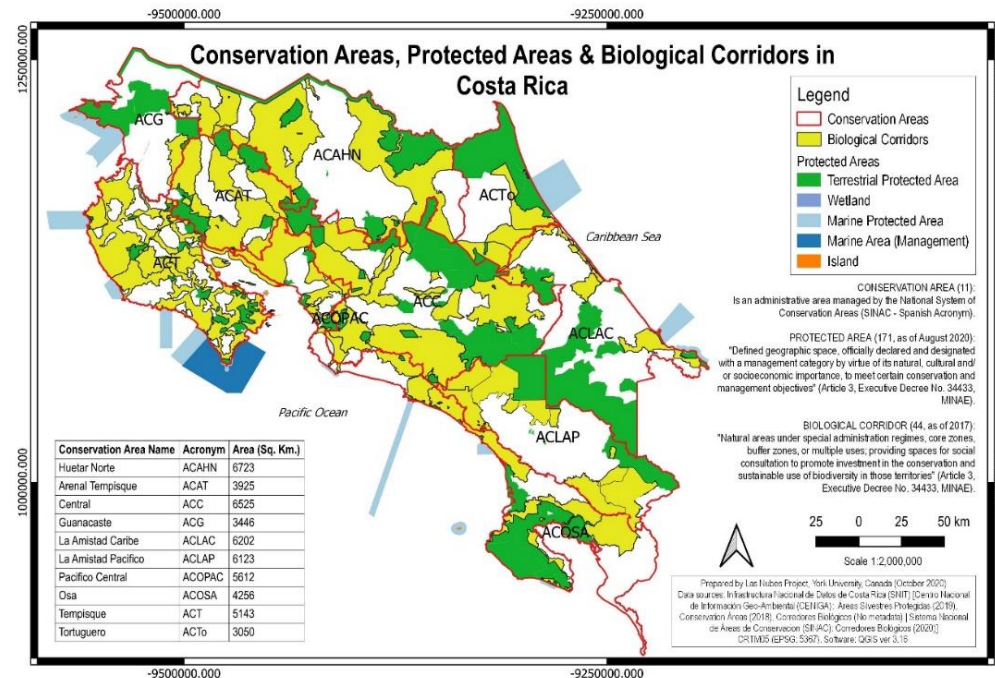 -9500000.000
-9250000.000
1250000.000
1000000.000
Conservation Areas, Protected Areas & Biological Corridors in
Costa Rica
Legend
Conservation Areas
Biological Corridors
Protected Areas
Terrestrial Protected Area
Wetland
Marine Protected Area
Marine Area (Management)
Island
ACG
ACAHN
ACAT
ACTo
ACT
ACC
ACOPAC
ACLAC
ACLAP
ACOSA
Caribbean Sea
Pacific Ocean
CONSERVATION AREA (11):
Is an administrative area managed by the National System of
Conservation Areas (SINAC - Spanish Acronym).
PROTECTED AREA (171, as of August 2020):
"Defined geographic space, officially declared and designated
with a management category by virtue of its natural, cultural and/
or socioeconomic importance, to meet certain conservation and
management objectives" (Article 3, Executive Decree No. 34433,
MINAE).
BIOLOGICAL CORRIDOR (44, as of 2017):
"Natural areas under special administration regimes, core zones,
buffer zones, or multiple uses; providing spaces for social
consultation to promote investment in the conservation and
sustainable use of biodiversity in those territories" (Article 3,
Executive Decree No. 34433, MINAE).
Conservation Area Name Acronym Area (Sq. Km.)
Huetar Norte ACAHN 6723
Arenal Tempisque ACAT 3925
Central ACC 6525
Guanacaste ACG 3446
La Amistad Caribe ACLAC 6202
La Amistad Pacifico ACLAP 6123
Pacifico Central ACOPAC 5612
Osa ACOSA 4256
Tempisque ACT 5143
Tortuguero ACTo 3050
25 0 25 50 km
Scale 1:2,000,000
Prepared by Las Nubes Project, York University, Canada (October 2020)
Data sources: Infraestructura Nacional de Datos de Costa Rica (SNIT) [Centro Nacional
de Información Geo-Ambiental (CENIGA): Áreas Silvestres Protegidas (2019),
Conservation Areas (2018), Corredores Biológicos (No metadata) | Sistema Nacional
de Áreas de Conservación (SINAC): Corredores Biológicos (2020)]
CRTM05 (EPSG: 5367). Software: QGIS ver 3.16
-9500000.000
-9250000.000
1250000.000
1000000.000